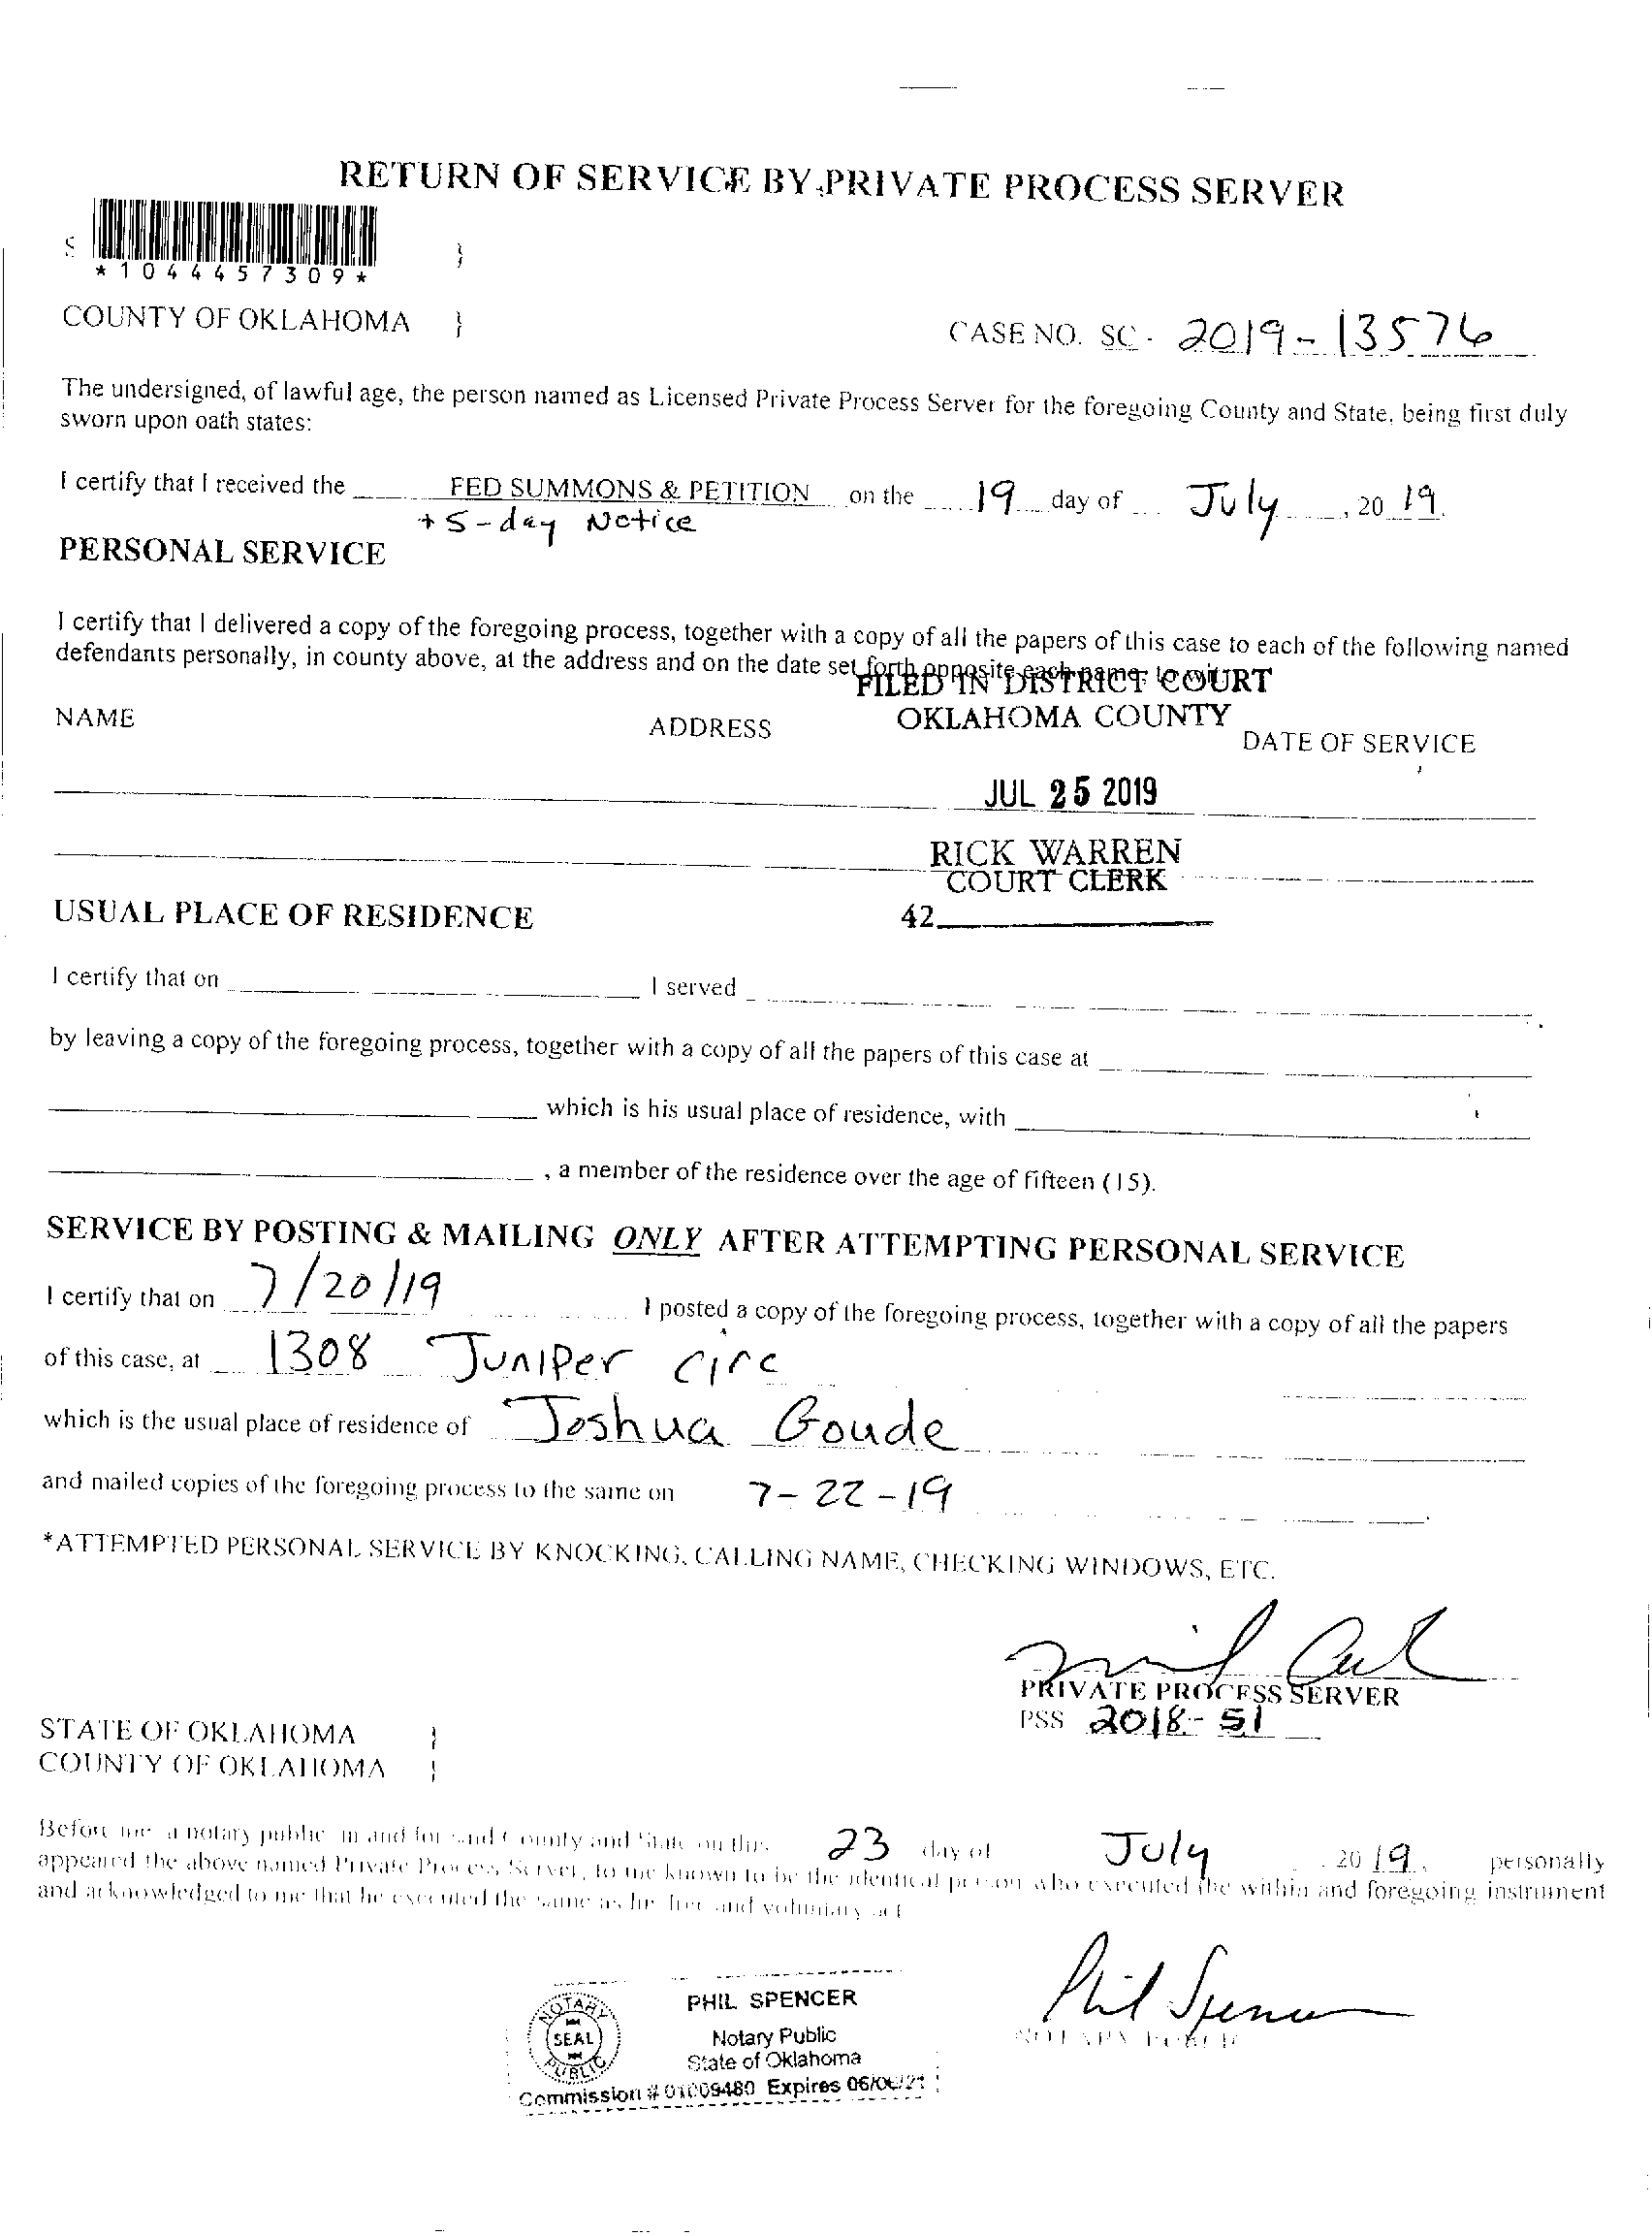 RETURN OF SERVICE BY PRIVATE PROCESS SERVER
S }
*1044457309*
COUNTY OF OKLAHOMA }
CASE NO. SC - 2019-13576
The undersigned, of lawful age, the person named as Licensed Private Process Server for the foregoing County and State, being first duly
sworn upon oath states:
I certify that I received the FED SUMMONS & PETITION on the 19 day of July, 20 19.
+ 5-day Notice
PERSONAL SERVICE
I certify that I delivered a copy of the foregoing process, together with a copy of all the papers of this case to each of the following named
defendants personally, in county above, at the address and on the date set forth opposite each name, to wit:
FILED IN DISTRICT COURT
OKLAHOMA COUNTY
NAME ADDRESS DATE OF SERVICE
JUL 25 2019
RICK WARREN
COURT CLERK
42
USUAL PLACE OF RESIDENCE
I certify that on I served
by leaving a copy of the foregoing process, together with a copy of all the papers of this case at
which is his usual place of residence, with
, a member of the residence over the age of fifteen (15).
SERVICE BY POSTING & MAILING ONLY AFTER ATTEMPTING PERSONAL SERVICE
I certify that on 7/20/19 I posted a copy of the foregoing process, together with a copy of all the papers
of this case, at 1308 Juniper circ
which is the usual place of residence of Joshua Goude
and mailed copies of the foregoing process to the same on 7-22-19
*ATTEMPTED PERSONAL SERVICE BY KNOCKING, CALLING NAME, CHECKING WINDOWS, ETC.
PRIVATE PROCESS SERVER
PSS 2018-51
STATE OF OKLAHOMA }
COUNTY OF OKLAHOMA }
Before me a notary public in and for said County and State on this 23 day of July, 20 19, personally
appeared the above named Private Process Server, to me known to be the identical person who executed the within and foregoing instrument
and acknowledged to me that he executed the same as his free and voluntary act
Phil Spencer
NOTARY PUBLIC
NOTARY
SEAL
PUBLIC
PHIL SPENCER
Notary Public
State of Oklahoma
Commission # 01009480 Expires 06/06/21